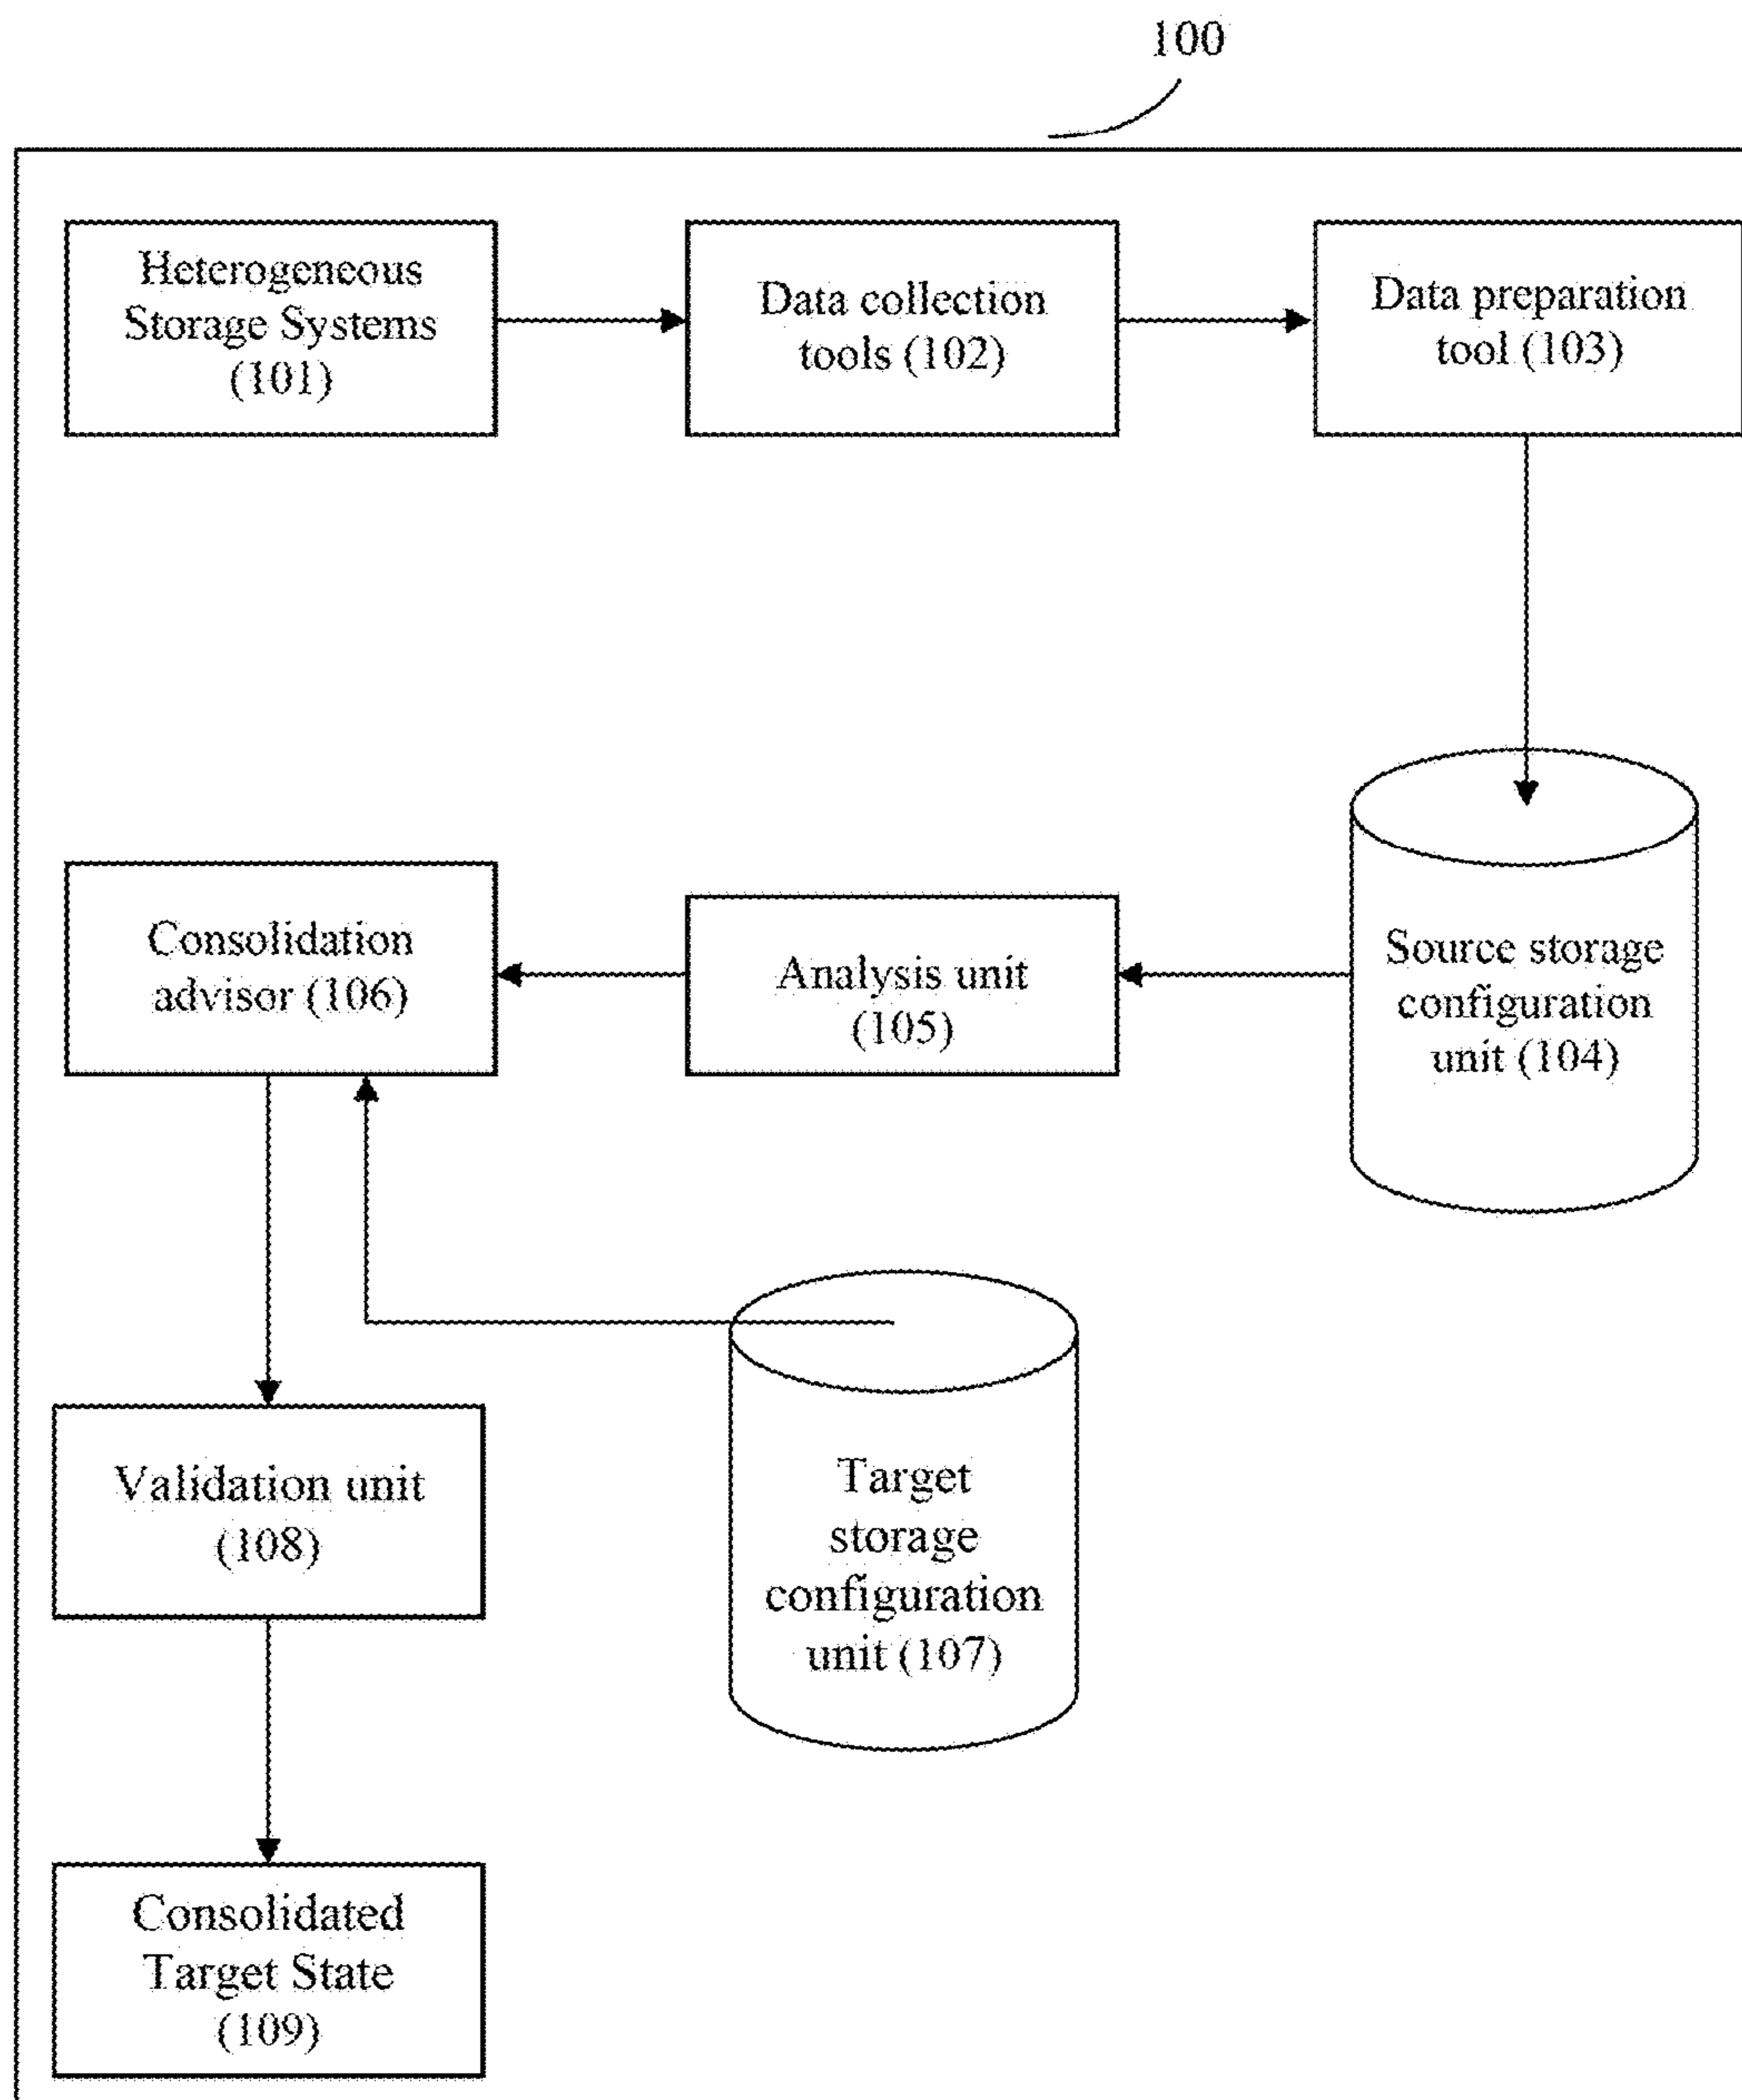 100
Heterogeneous
Storage Systems
(101)
Data collection
tools (102)
Data preparation
tool (103)
Source storage
configuration
unit (104)
Analysis unit
(105)
Consolidation
advisor (106)
Target
storage
configuration
unit (107)
Validation unit
(108)
Consolidated
Target State
(109)